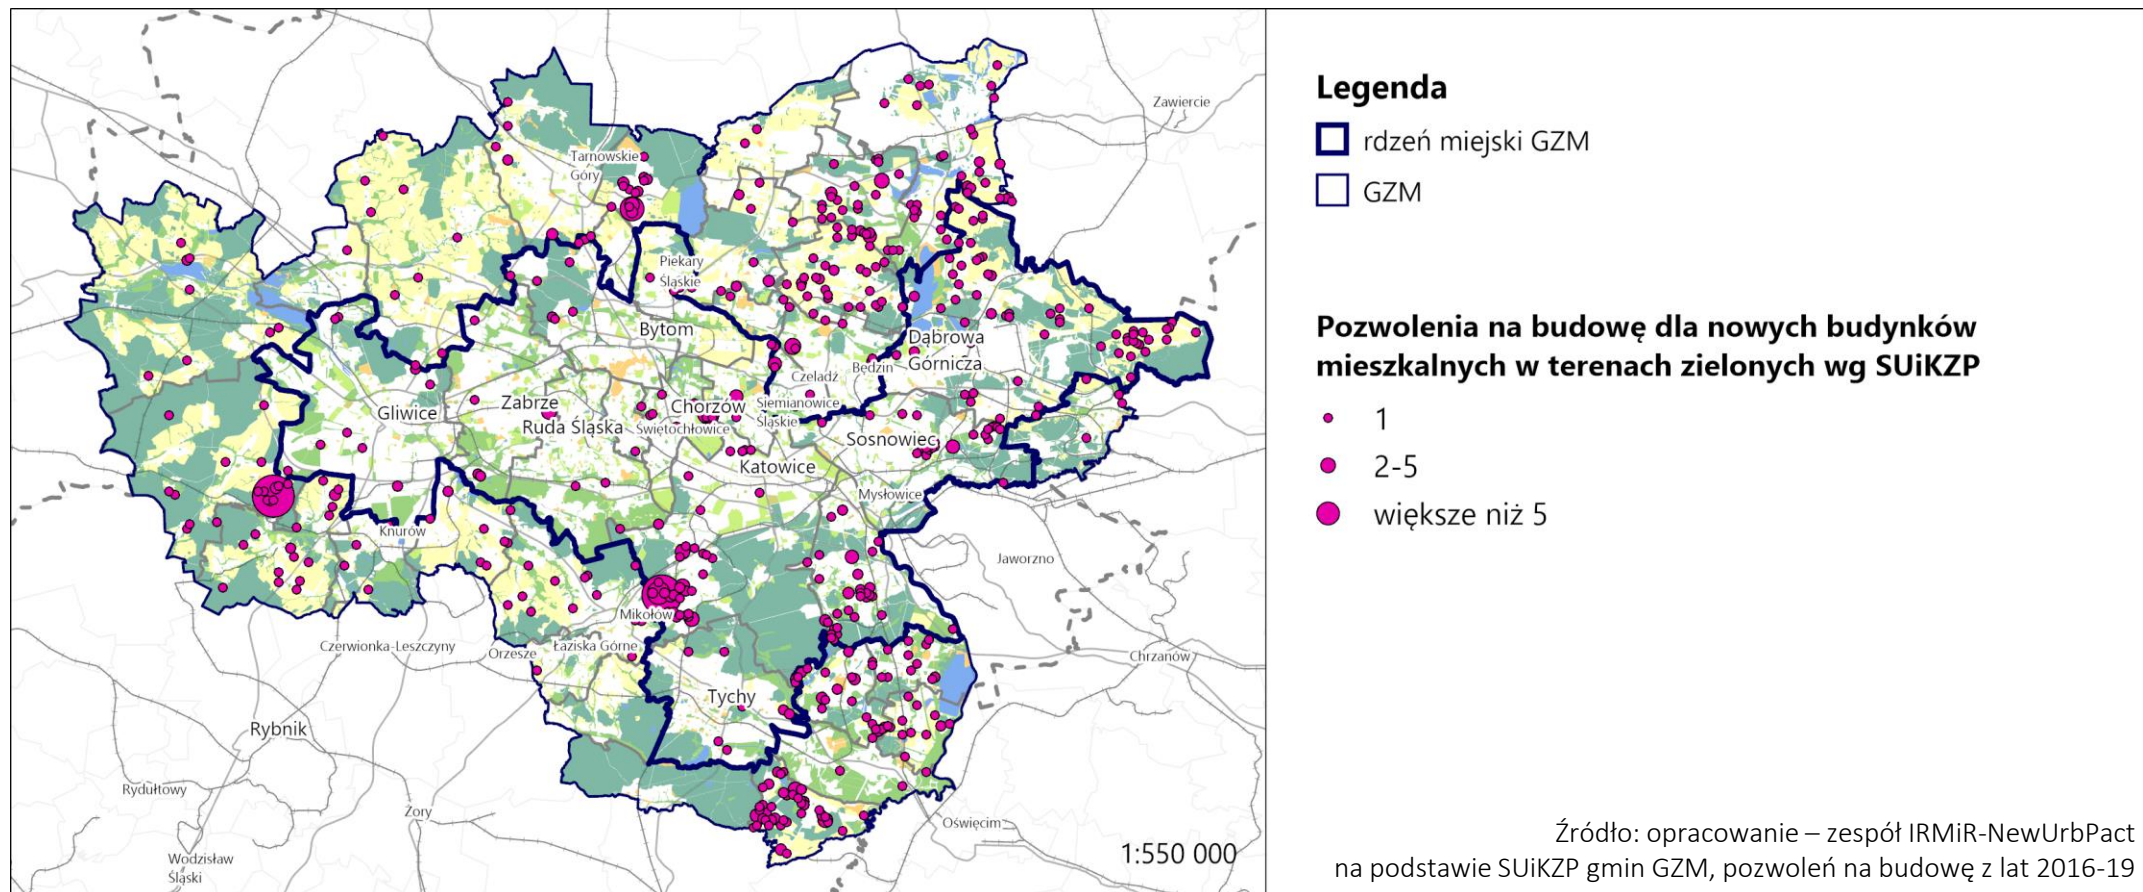 Zawiercie
Tarnowskie
Góry
Piekary
Śląskie
Bytom
Dąbrowa
Górnicza
Będzin
Czeladź
Gliwice
Zabrze
Chorzów
Siemianowice
Śląskie
Ruda Śląska
Świętochłowice
Sosnowiec
Katowice
Mysłowice
Knurów
Jaworzno
Mikołów
Czerwionka-Leszczyny
Orzesze
Łaziska Górne
Chrzanów
Tychy
Rybnik
Rydułtowy
Żory
Oświęcim
Wodzisław
Śląski
1:550 000
Legenda
rdzeń miejski GZM
GZM
Pozwolenia na budowę dla nowych budynków
mieszkalnych w terenach zielonych wg SUiKZP
1
2-5
większe niż 5
Źródło: opracowanie – zespół IRMiR-NewUrbPact
na podstawie SUiKZP gmin GZM, pozwoleń na budowę z lat 2016-19